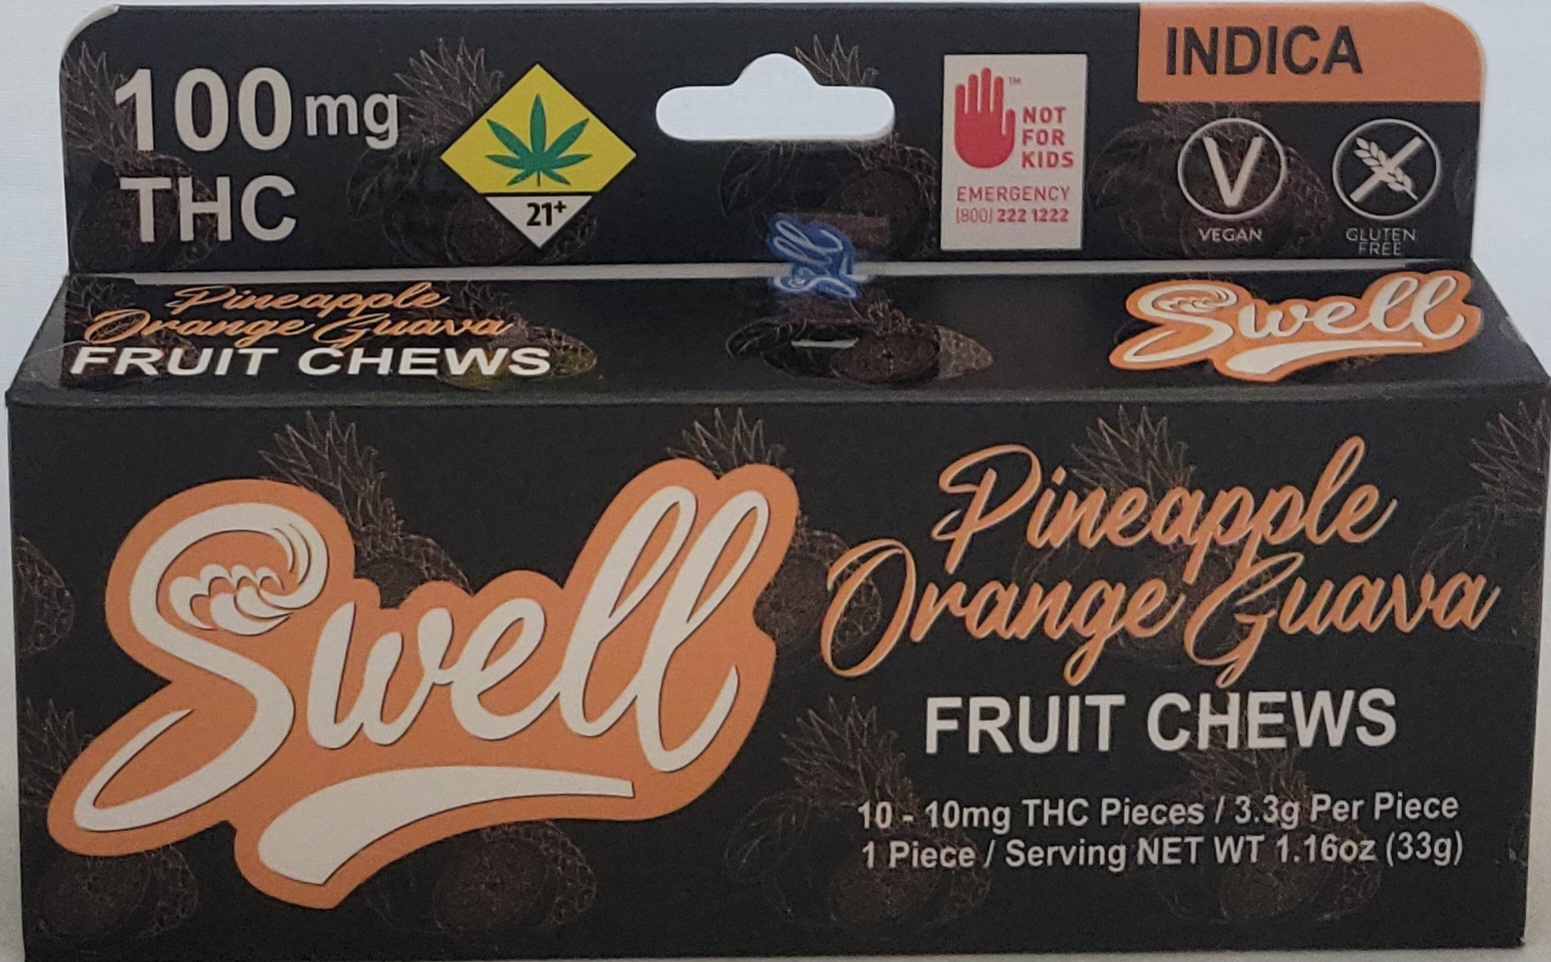 INDICA
100mg
THC
21+
NOT
FOR
KIDS
EMERGENCY
(800) 222 1222
V
VEGAN
GLUTEN
FREE
Pineapple
Orange Guava
FRUIT CHEWS
Swell
Swell
Pineapple
Orange Guava
FRUIT CHEWS
10 - 10mg THC Pieces / 3.3g Per Piece
1 Piece / Serving NET WT 1.16oz (33g)